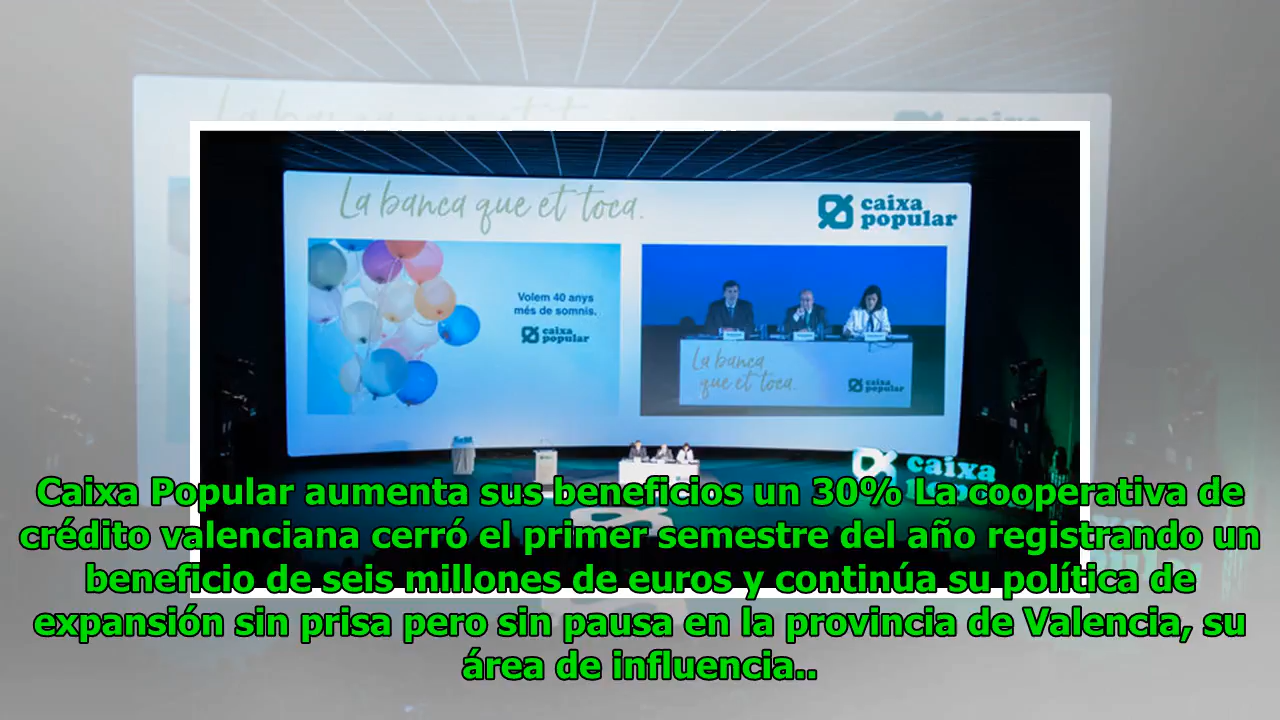 La banca que et toca.
caixa
popular
Volem 40 anys
més de somnis.
caixa
popular
La banca
que et toca.
caixa
popular
caixa
Caixa Popular aumenta sus beneficios un 30% La cooperativa de
crédito valenciana cerró el primer semestre del año registrando un
beneficio de seis millones de euros y continúa su política de
expansión sin prisa pero sin pausa en la provincia de Valencia, su
área de influencia..